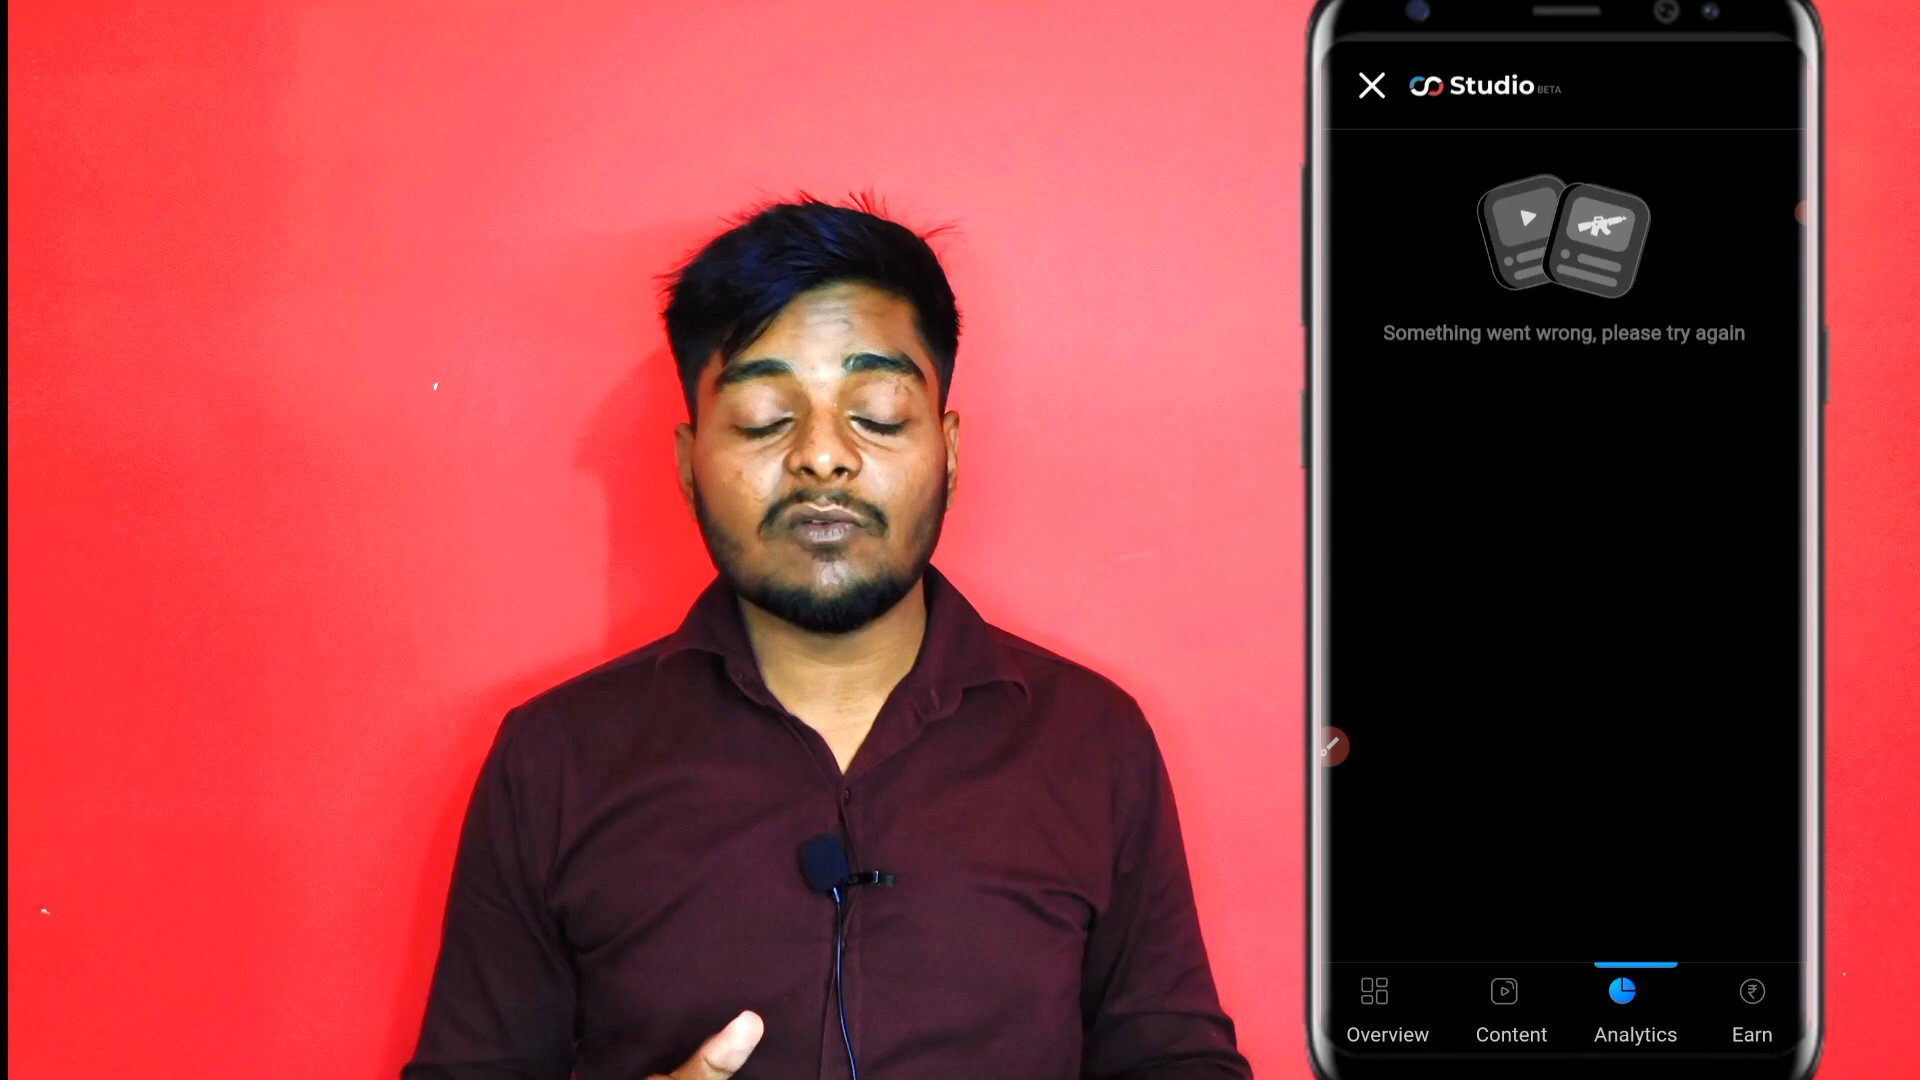 Studio BETA
Something went wrong, please try again
Overview Content Analytics Earn